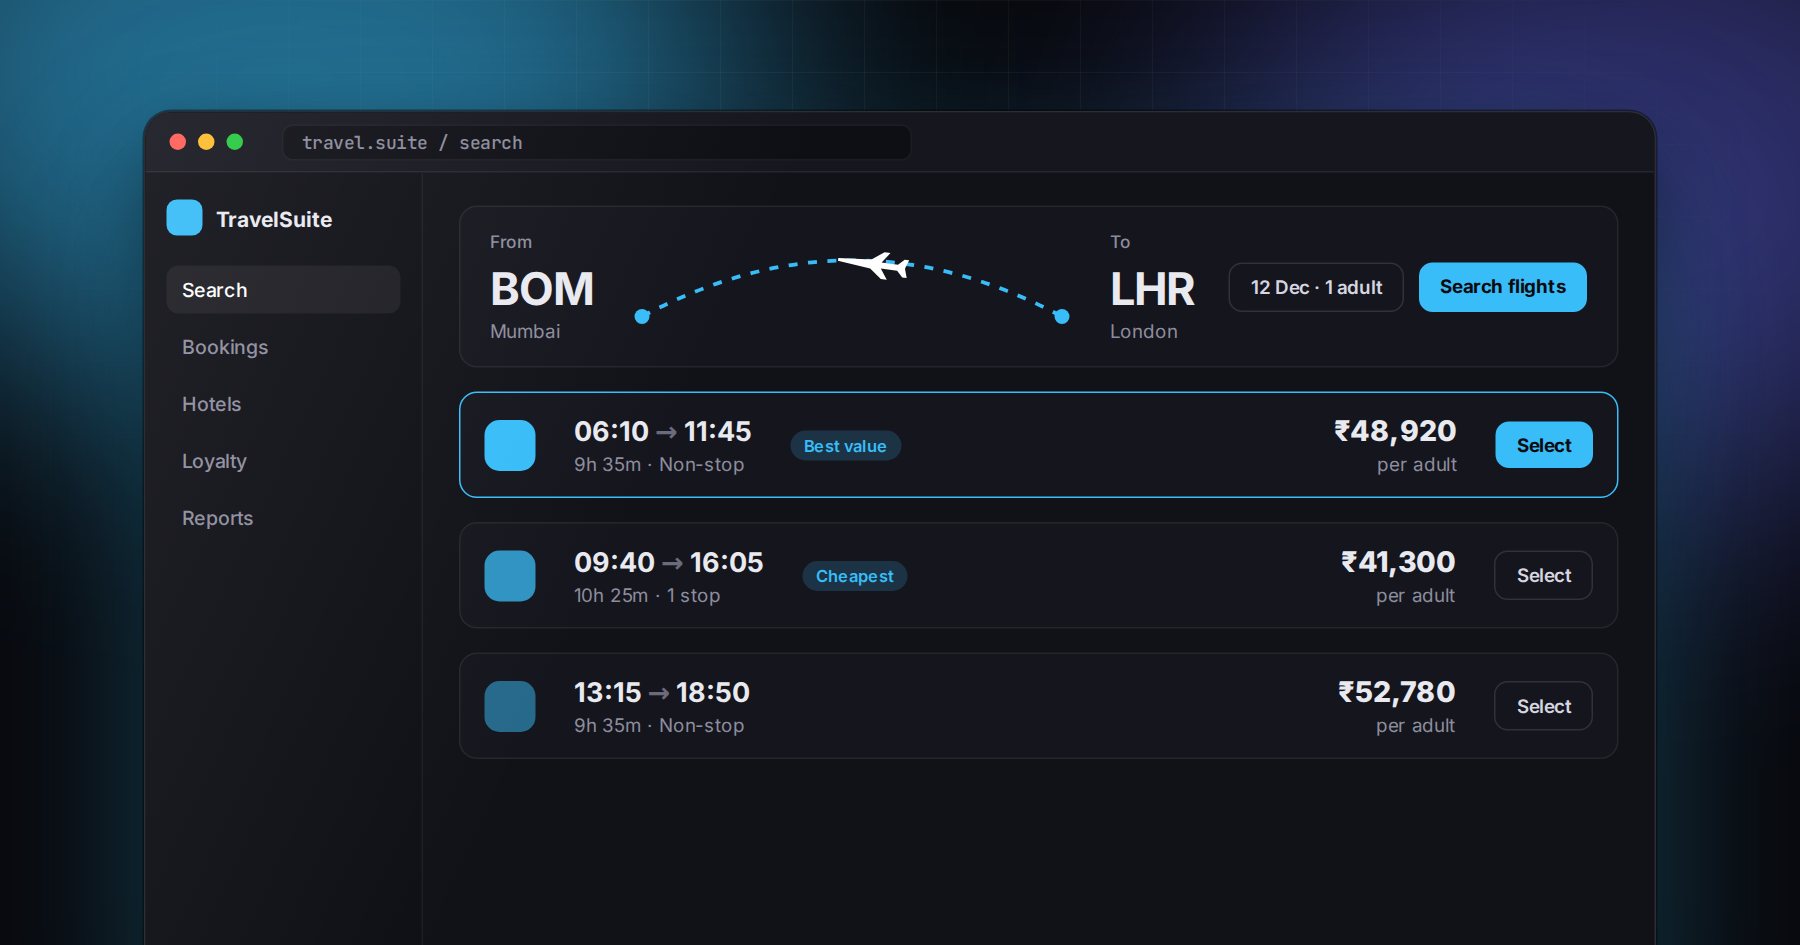 travel.suite / search
TravelSuite
Search
Bookings
Hotels
Loyalty
Reports
From
BOM
Mumbai
To
LHR
London
12 Dec · 1 adult
Search flights
06:10 → 11:45
9h 35m · Non-stop
Best value
₹48,920
per adult
Select
09:40 → 16:05
10h 25m · 1 stop
Cheapest
₹41,300
per adult
Select
13:15 → 18:50
9h 35m · Non-stop
₹52,780
per adult
Select